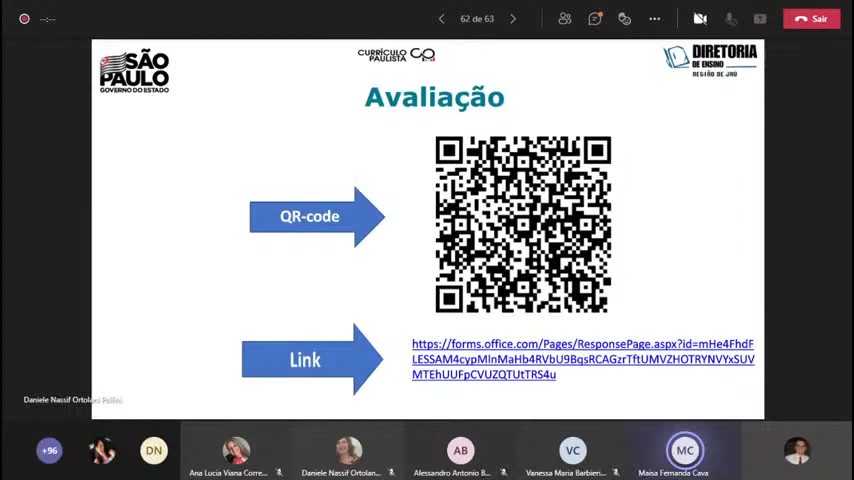 --:--
62 de 63
Sair
SÃO
PAULO
GOVERNO DO ESTADO
CURRÍCULO
PAULISTA
DIRETORIA
DE ENSINO
REGIÃO DE JAÚ
Avaliação
QR-code
Link
https://forms.office.com/Pages/ResponsePage.aspx?id=mHe4FhdF
LESSAM4cypMlnMaHb4RVbU9BqsRCAGzrTftUMVZHOTRYNVYxSUV
MTEhUUFpCVUZQTUtTRS4u
Daniele Nassif Ortolani Pollini
+96
DN
AB
VC
MC
Ana Lucia Viana Corre...
Daniele Nassif Ortolan...
Alessandro Antonio B...
Vanessa Maria Barbieri...
Maisa Fernanda Cava